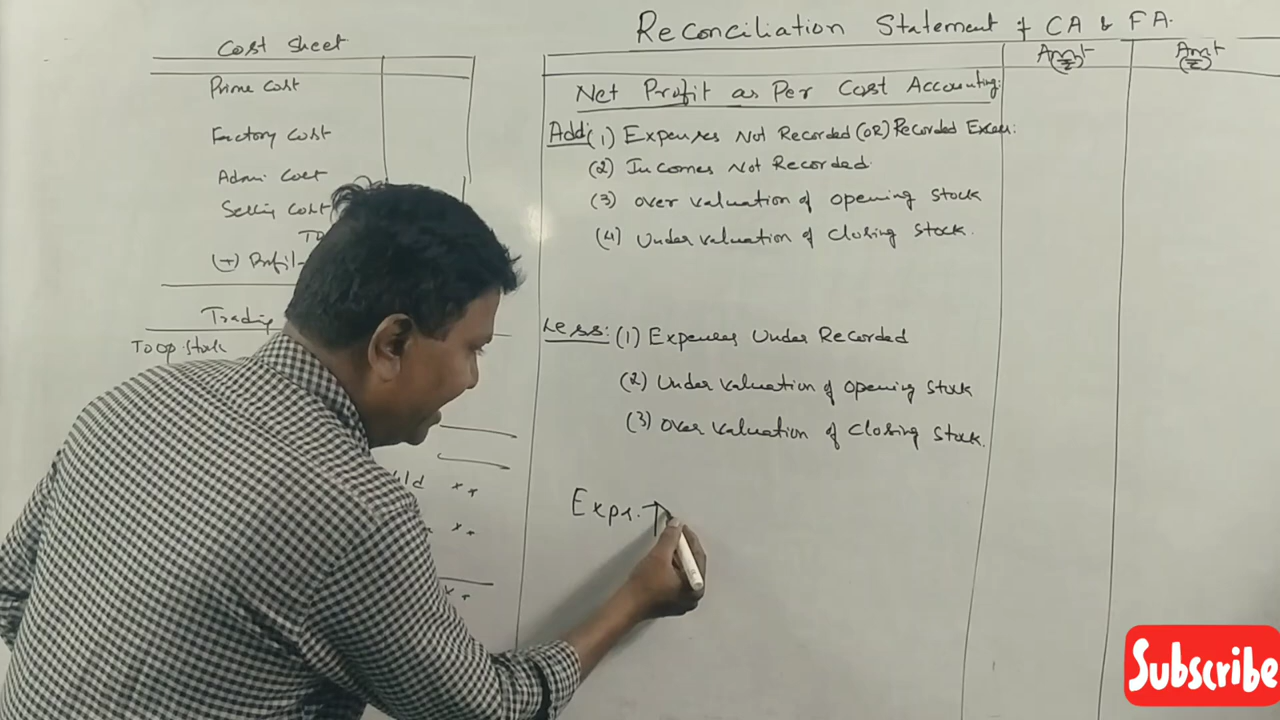 Cost Sheet
Prime Cost
Factory Cost
Admi Cost
Selling Cost
(+) Profit
Trading
To op. Stock
Reconciliation Statement of CA & FA.
Amt (₹) Amt (₹)
Net Profit as Per Cost Accounting.
Add: (1) Expenses Not Recorded (OR) Recorded Excess:
(2) Incomes Not Recorded.
(3) over valuation of opening Stock
(4) Under valuation of Closing Stock.
Less: (1) Expenses Under Recorded
(2) Under valuation of opening Stock
(3) over valuation of Closing Stock.
Subscribe